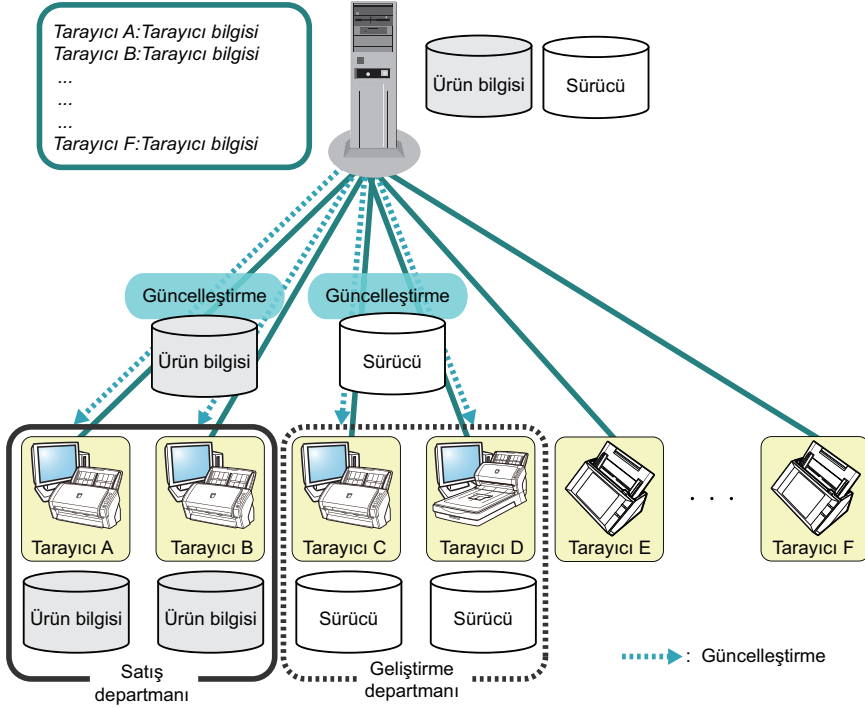 Tarayıcı A:Tarayıcı bilgisi
Tarayıcı B:Tarayıcı bilgisi
...
...
...
Tarayıcı F:Tarayıcı bilgisi
Ürün bilgisi
Sürücü
Güncelleştirme
Güncelleştirme
Ürün bilgisi
Sürücü
Tarayıcı A
Tarayıcı B
Tarayıcı C
Tarayıcı D
Tarayıcı E
. . .
Tarayıcı F
Ürün bilgisi
Ürün bilgisi
Sürücü
Sürücü
Satış
departmanı
Geliştirme
departmanı
: Güncelleştirme